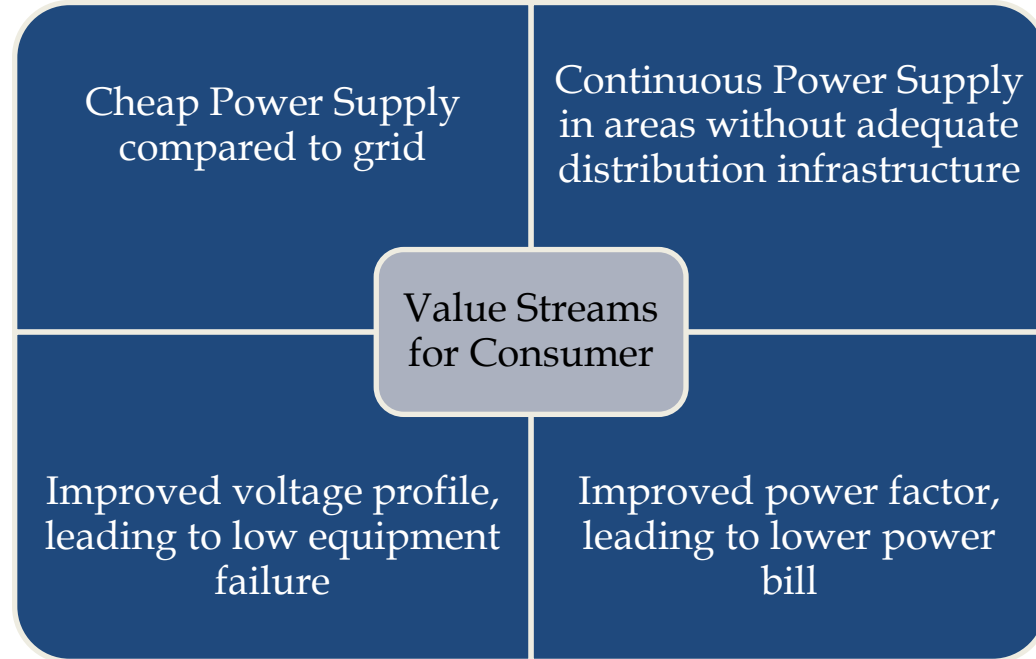 Cheap Power Supply
compared to grid
Continuous Power Supply
in areas without adequate
distribution infrastructure
Value Streams
for Consumer
Improved voltage profile,
leading to low equipment
failure
Improved power factor,
leading to lower power
bill